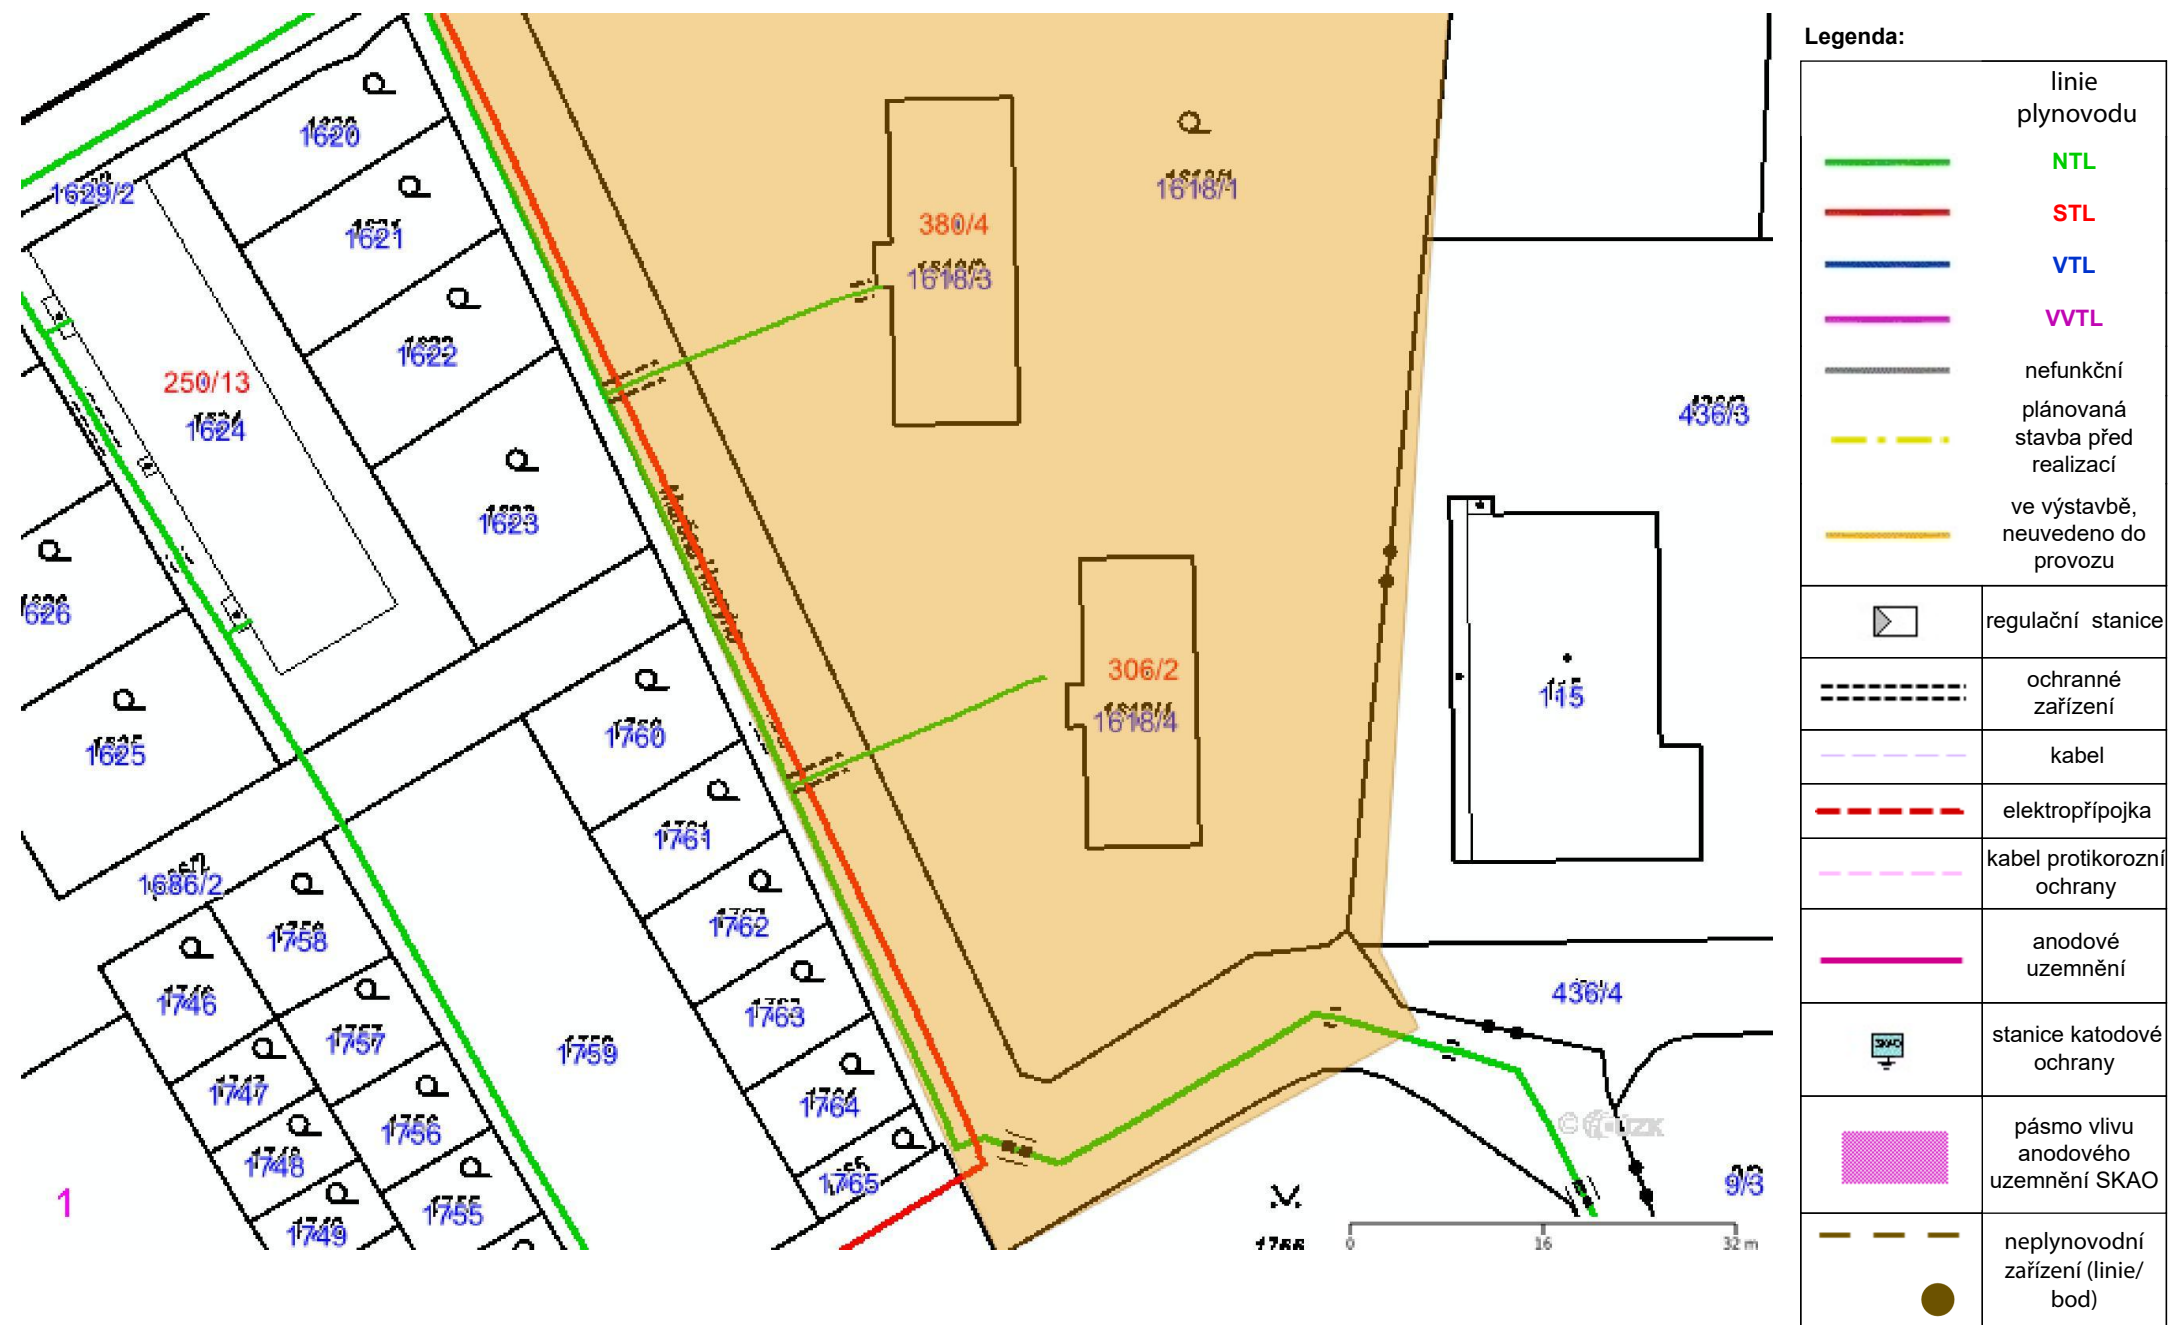 1620
1629/2
1621
1618/1
380/4
1618/3
1622
250/13
1624
436/3
1623
1626
306/2
1618/4
115
1625
1760
1761
1686/2
1762
1758
1746
1763
436/4
1757
1759
1747
1764
1756
1748
1765
1755
9/3
1
1749
1766
0 16 32 m
Legenda:
linie
plynovodu
NTL
STL
VTL
VVTL
nefunkční
plánovaná
stavba před
realizací
ve výstavbě,
neuvedeno do
provozu
regulační stanice
ochranné
zařízení
kabel
elektropřípojka
kabel protikorozní
ochrany
anodové
uzemnění
SKAO
stanice katodové
ochrany
pásmo vlivu
anodového
uzemnění SKAO
neplynovodní
zařízení (linie/
bod)